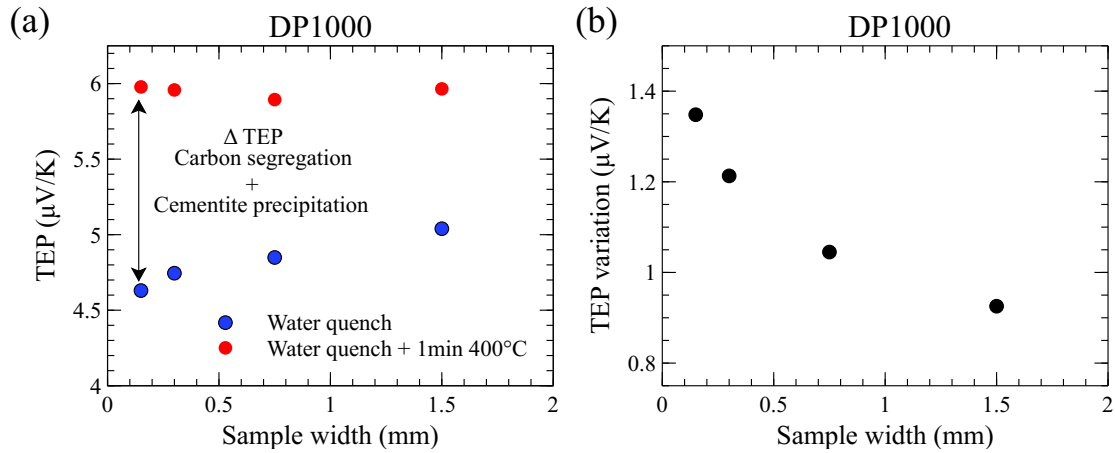 (a)
DP1000
TEP (μV/K)
6
5.5
5
4.5
4
0
0.5
1
1.5
2
Sample width (mm)
Δ TEP
Carbon segregation
+
Cementite precipitation
Water quench
Water quench + 1min 400°C
(b)
DP1000
TEP variation (μV/K)
1.4
1.2
1
0.8
0
0.5
1
1.5
2
Sample width (mm)